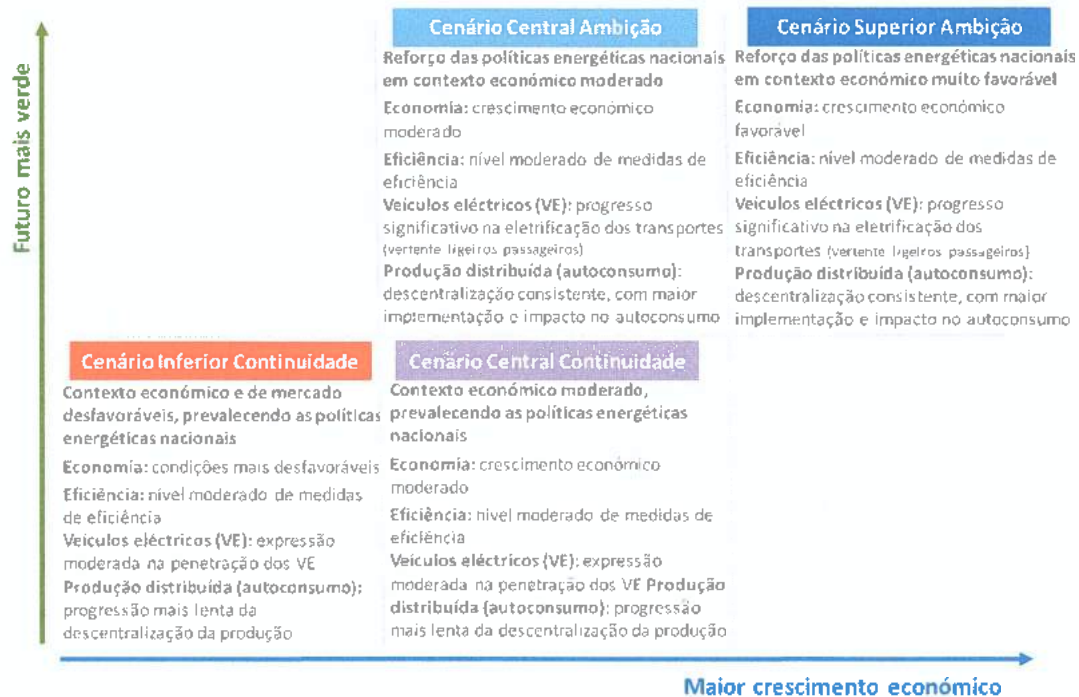 Futuro mais verde
Cenário Central Ambição
Reforço das políticas energéticas nacionais
em contexto económico moderado
Economia: crescimento económico
moderado
Eficiência: nível moderado de medidas de
eficiência
Veículos eléctricos (VE): progresso
significativo na eletrificação dos transportes
(vertente ligeiros passageiros)
Produção distribuída (autoconsumo):
descentralização consistente, com maior
implementação e impacto no autoconsumo
Cenário Superior Ambição
Reforço das políticas energéticas nacionais
em contexto económico muito favorável
Economia: crescimento económico
favorável
Eficiência: nível moderado de medidas de
eficiência
Veículos eléctricos (VE): progresso
significativo na eletrificação dos
transportes (vertente ligeiros passageiros)
Produção distribuída (autoconsumo):
descentralização consistente, com maior
implementação e impacto no autoconsumo
Cenário Inferior Continuidade
Contexto económico e de mercado
desfavoráveis, prevalecendo as políticas
energéticas nacionais
Economia: condições mais desfavoráveis
Eficiência: nível moderado de medidas
de eficiência
Veículos eléctricos (VE): expressão
moderada na penetração dos VE
Produção distribuída (autoconsumo):
progressão mais lenta da
descentralização da produção
Cenário Central Continuidade
Contexto económico moderado,
prevalecendo as políticas energéticas
nacionais
Economia: crescimento económico
moderado
Eficiência: nível moderado de medidas de
eficiência
Veículos eléctricos (VE): expressão
moderada na penetração dos VE Produção
distribuída (autoconsumo): progressão
mais lenta da descentralização da produção
Maior crescimento económico